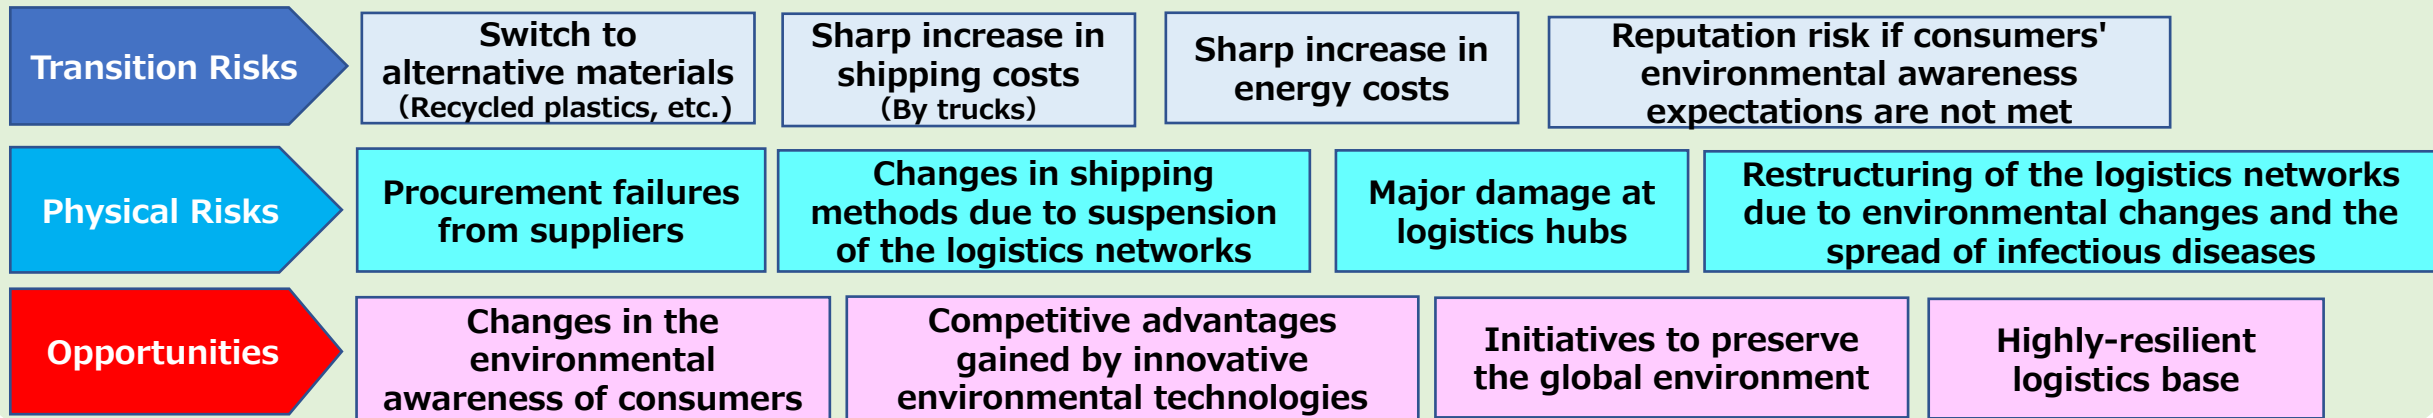 Transition Risks
Switch to
alternative materials
(Recycled plastics, etc.)
Sharp increase in
shipping costs
(By trucks)
Sharp increase in
energy costs
Reputation risk if consumers'
environmental awareness
expectations are not met
Physical Risks
Procurement failures
from suppliers
Changes in shipping
methods due to suspension
of the logistics networks
Major damage at
logistics hubs
Restructuring of the logistics networks
due to environmental changes and the
spread of infectious diseases
Opportunities
Changes in the
environmental
awareness of consumers
Competitive advantages
gained by innovative
environmental technologies
Initiatives to preserve
the global environment
Highly-resilient
logistics base